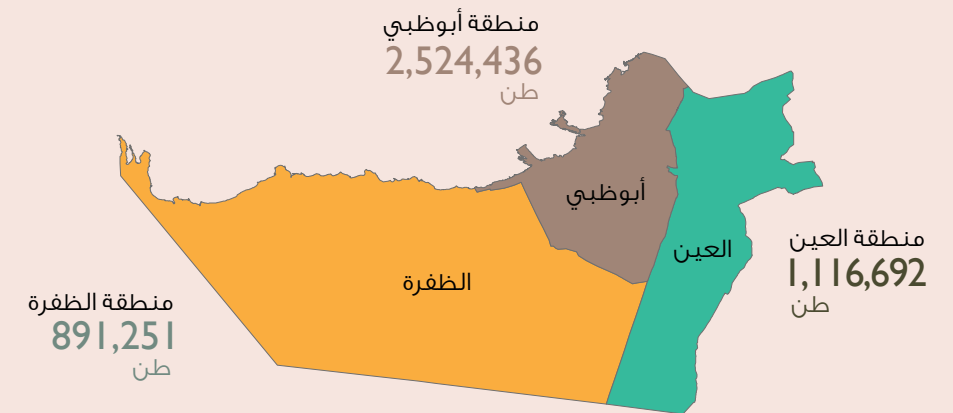 منطقة أبوظبي
2,524,436
طن
أبوظبي
العين
منطقة العين
1,116,692
طن
الظفرة
منطقة الظفرة
891,251
طن